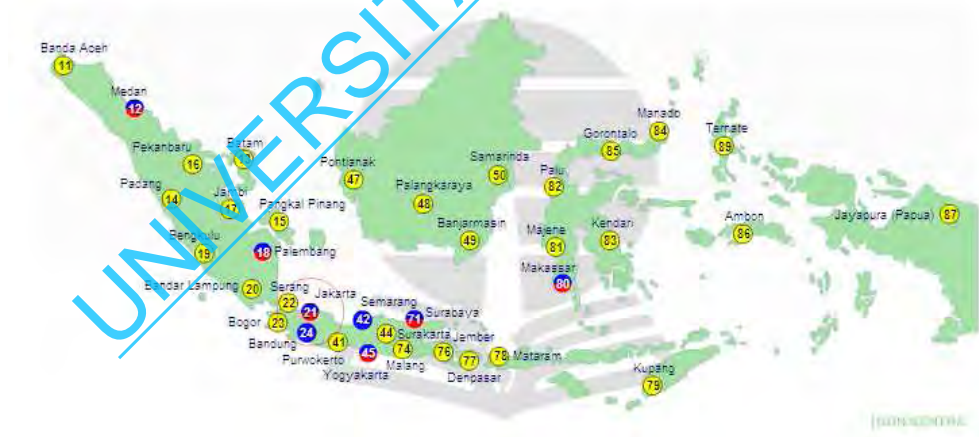 UNIVERSITA
Banda Aceh
11
Medan
12
Pekanbaru
16
Batam
Padang
14
Jambi
17
Pangkal Pinang
15
Bengkulu
19
18 Palembang
Bandar Lampung 20
Serang
22
Jakarta
21
Bogor 23
Bandung
24
Purwokerto
41
Semarang
42
Yogyakarta
45
44
Surakarta
71
Surabaya
Malang
74
Jember
76
77
Denpasar
78 Mataram
Kupang
79
Pontianak
47
Palangkaraya
48
Banjarmasin
49
Samarinda
50
Palu
82
Majene
81
Makassar
80
Kendari
83
Gorontalo
85
Manado
84
Ternate
89
Ambon
86
Jayapura (Papua) 87